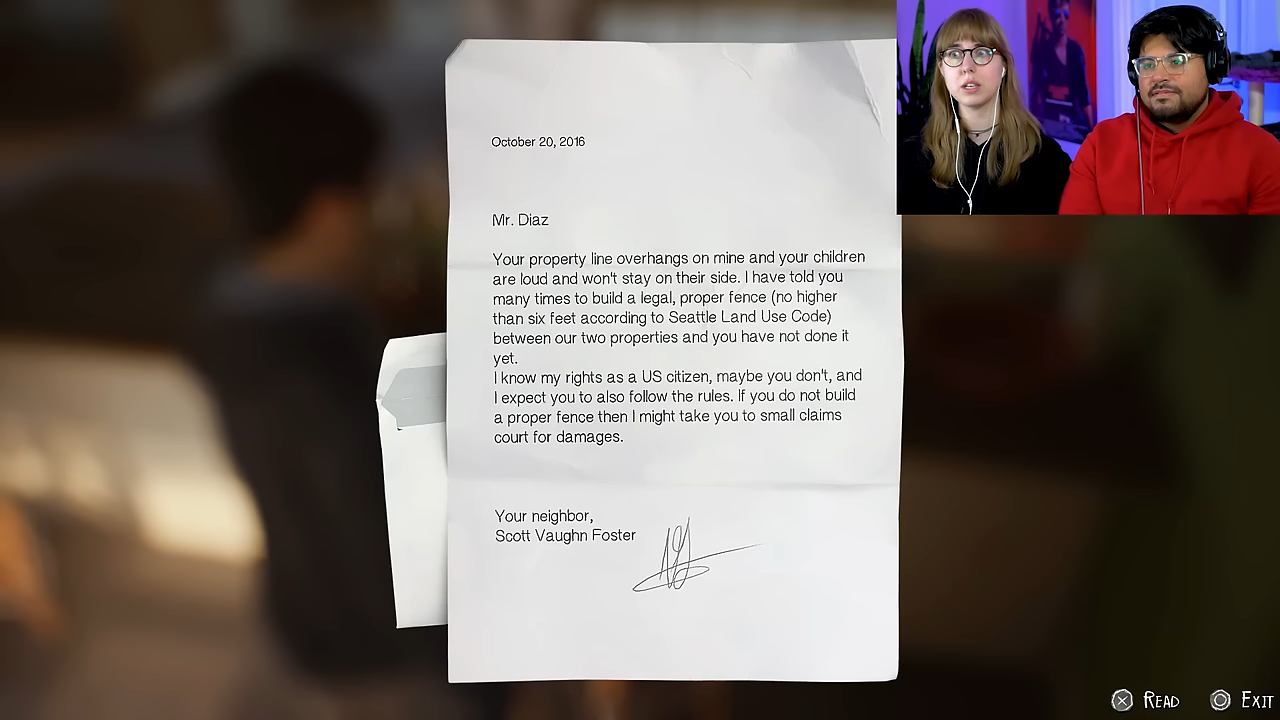 October 20, 2016
Mr. Diaz
Your property line overhangs on mine and your children
are loud and won't stay on their side. I have told you
many times to build a legal, proper fence (no higher
than six feet according to Seattle Land Use Code)
between our two properties and you have not done it
yet.
I know my rights as a US citizen, maybe you don't, and
I expect you to also follow the rules. If you do not build
a proper fence then I might take you to small claims
court for damages.
Your neighbor,
Scott Vaughn Foster
READ EXIT